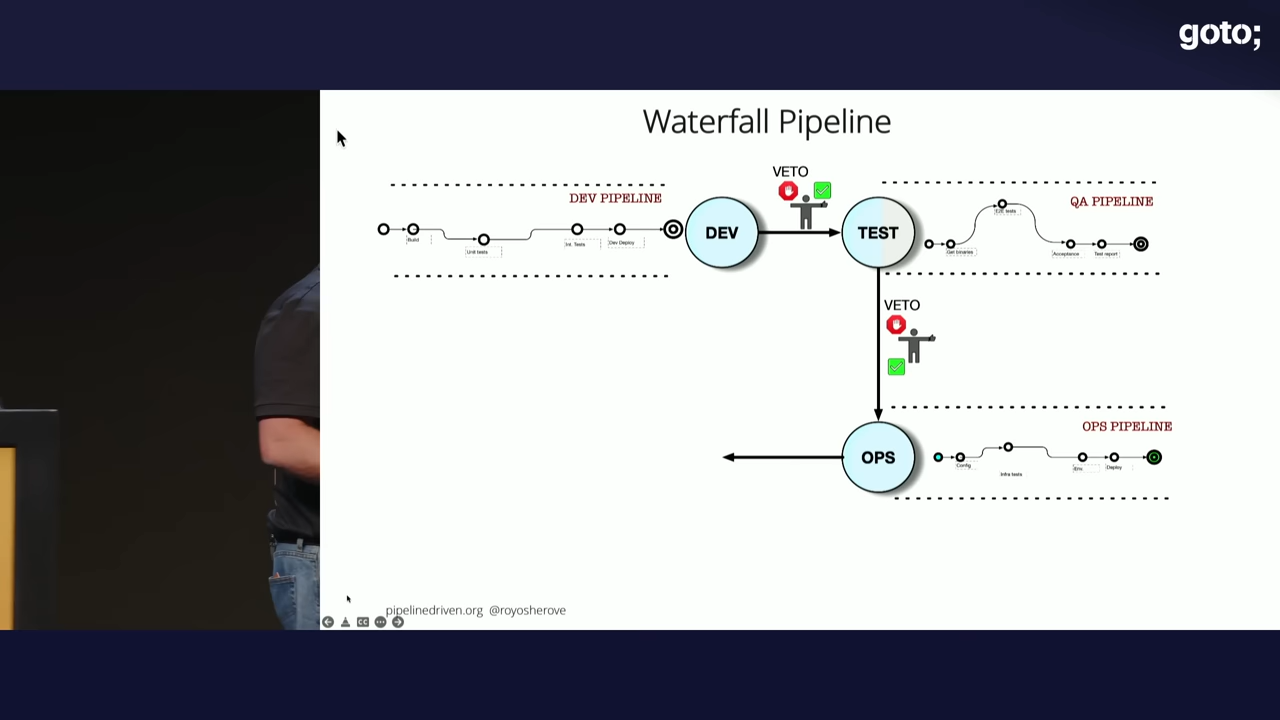 goto;
Waterfall Pipeline
VETO
DEV PIPELINE
QA PIPELINE
DEV
TEST
Build
Unit tests
Int. Tests
Dev Deploy
Get binaries
E2E tests
Acceptance
Test report
VETO
OPS PIPELINE
OPS
Config
Infra tests
Env
Deploy
pipelinedriven.org @royosherove
CC